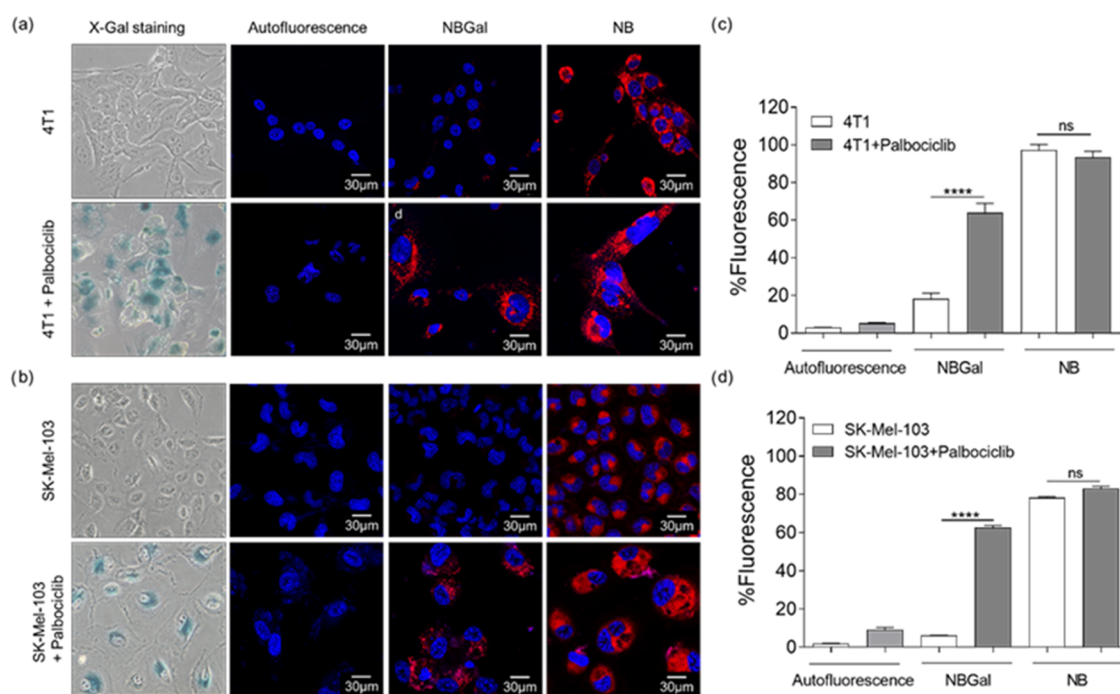 (a)
X-Gal staining
Autofluorescence
NBGal
NB
4T1
30µm
30µm
30µm
4T1 + Palbociclib
d
30µm
30µm
30µm
(b)
SK-Mel-103
30µm
30µm
30µm
SK-Mel-103
+ Palbociclib
30µm
30µm
30µm
(c)
%Fluorescence
120
100
80
60
40
20
0
4T1
4T1+Palbociclib
****
ns
Autofluorescence
NBGal
NB
(d)
%Fluorescence
120
100
80
60
40
20
0
SK-Mel-103
SK-Mel-103+Palbociclib
****
ns
Autofluorescence
NBGal
NB